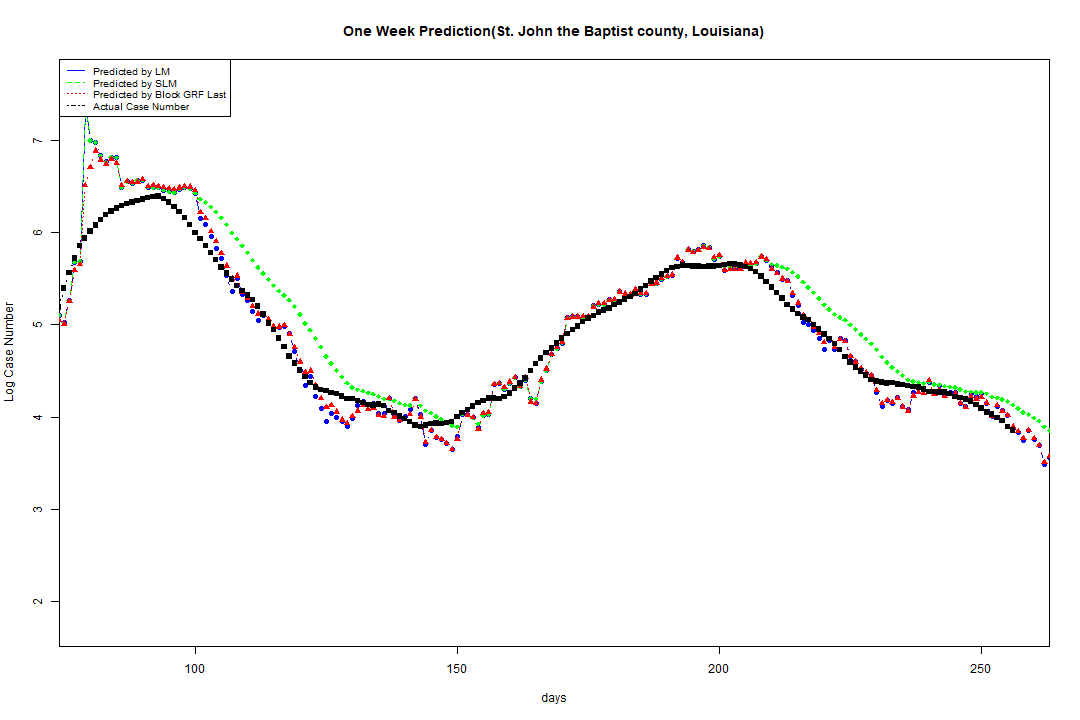 One Week Prediction(St. John the Baptist county, Louisiana)
Predicted by LM
Predicted by SLM
Predicted by Block GRF Last
Actual Case Number
7
6
5
4
3
2
Log Case Number
100 150 200 250
days